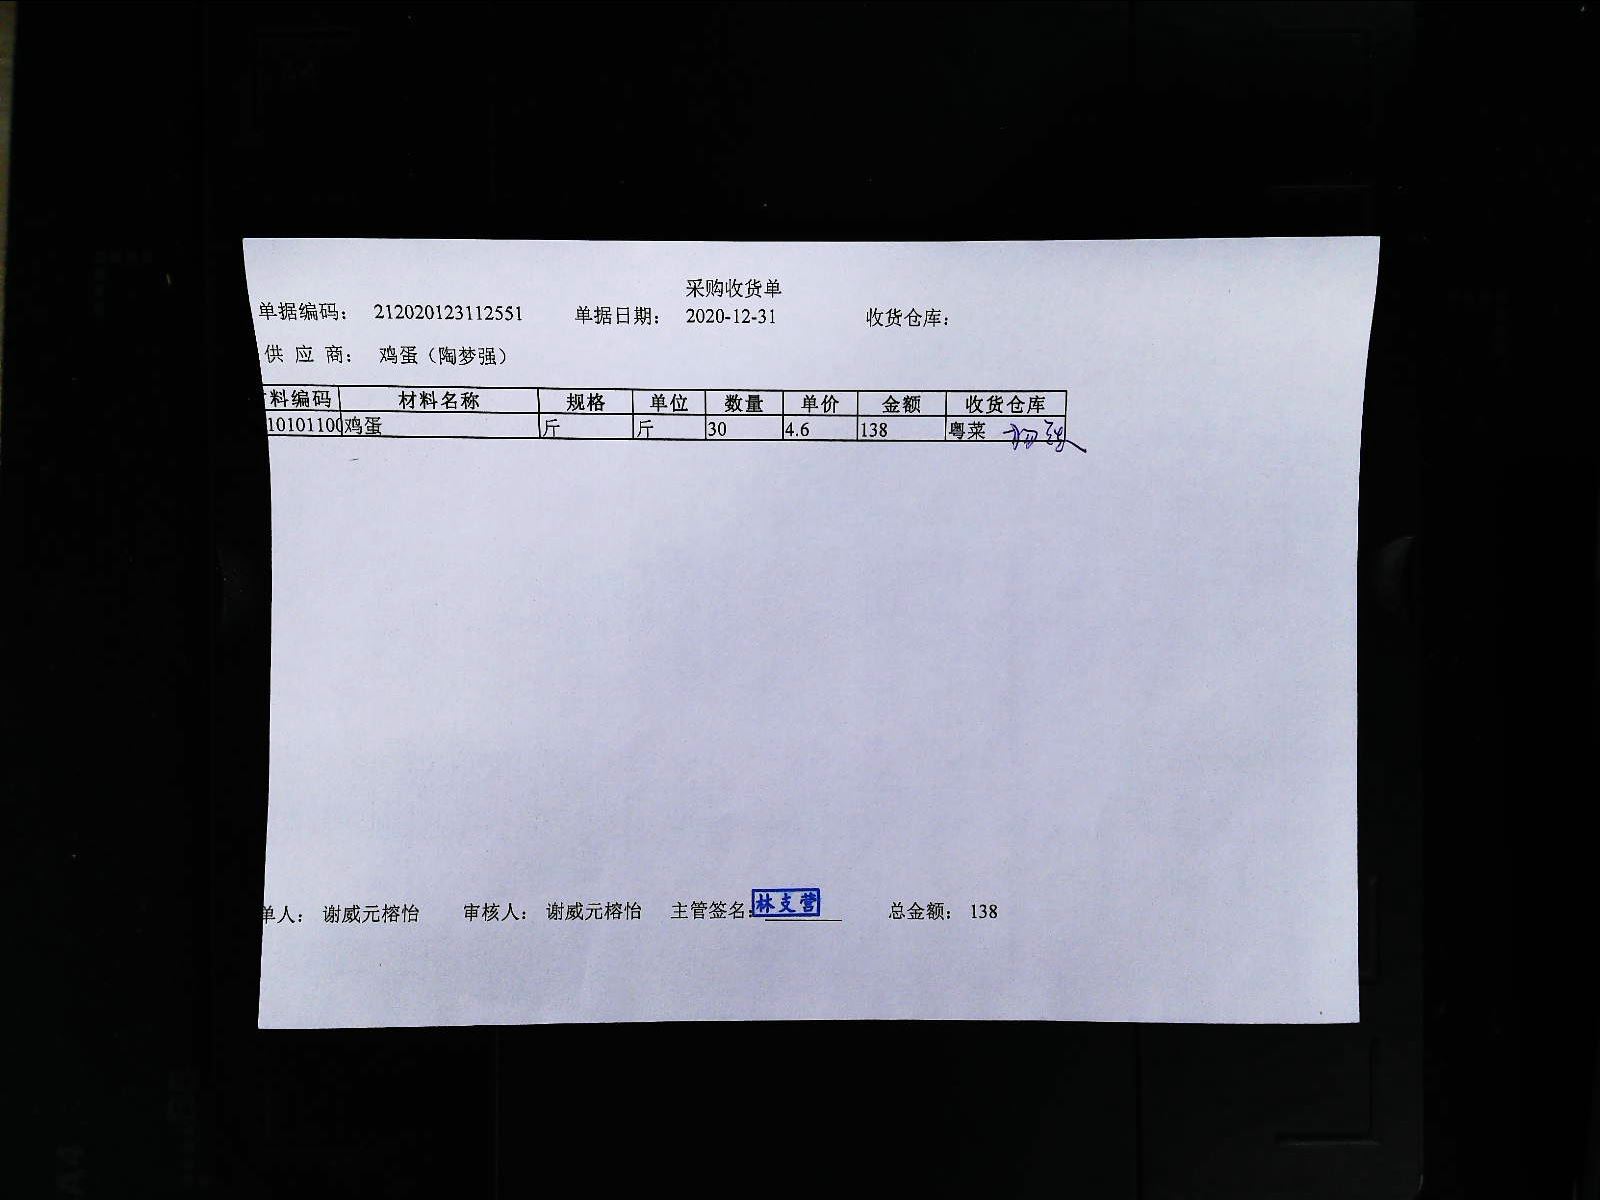 采购收货单
单据编码： 212020123112551 单据日期： 2020-12-31 收货仓库：
供 应 商： 鸡蛋（陶梦强）
料编码 材料名称 规格 单位 数量 单价 金额 收货仓库
10101100 鸡蛋 斤 斤 30 4.6 138 粤菜
单人： 谢威元榕怡 审核人： 谢威元榕怡 主管签名： 林支营 总金额： 138